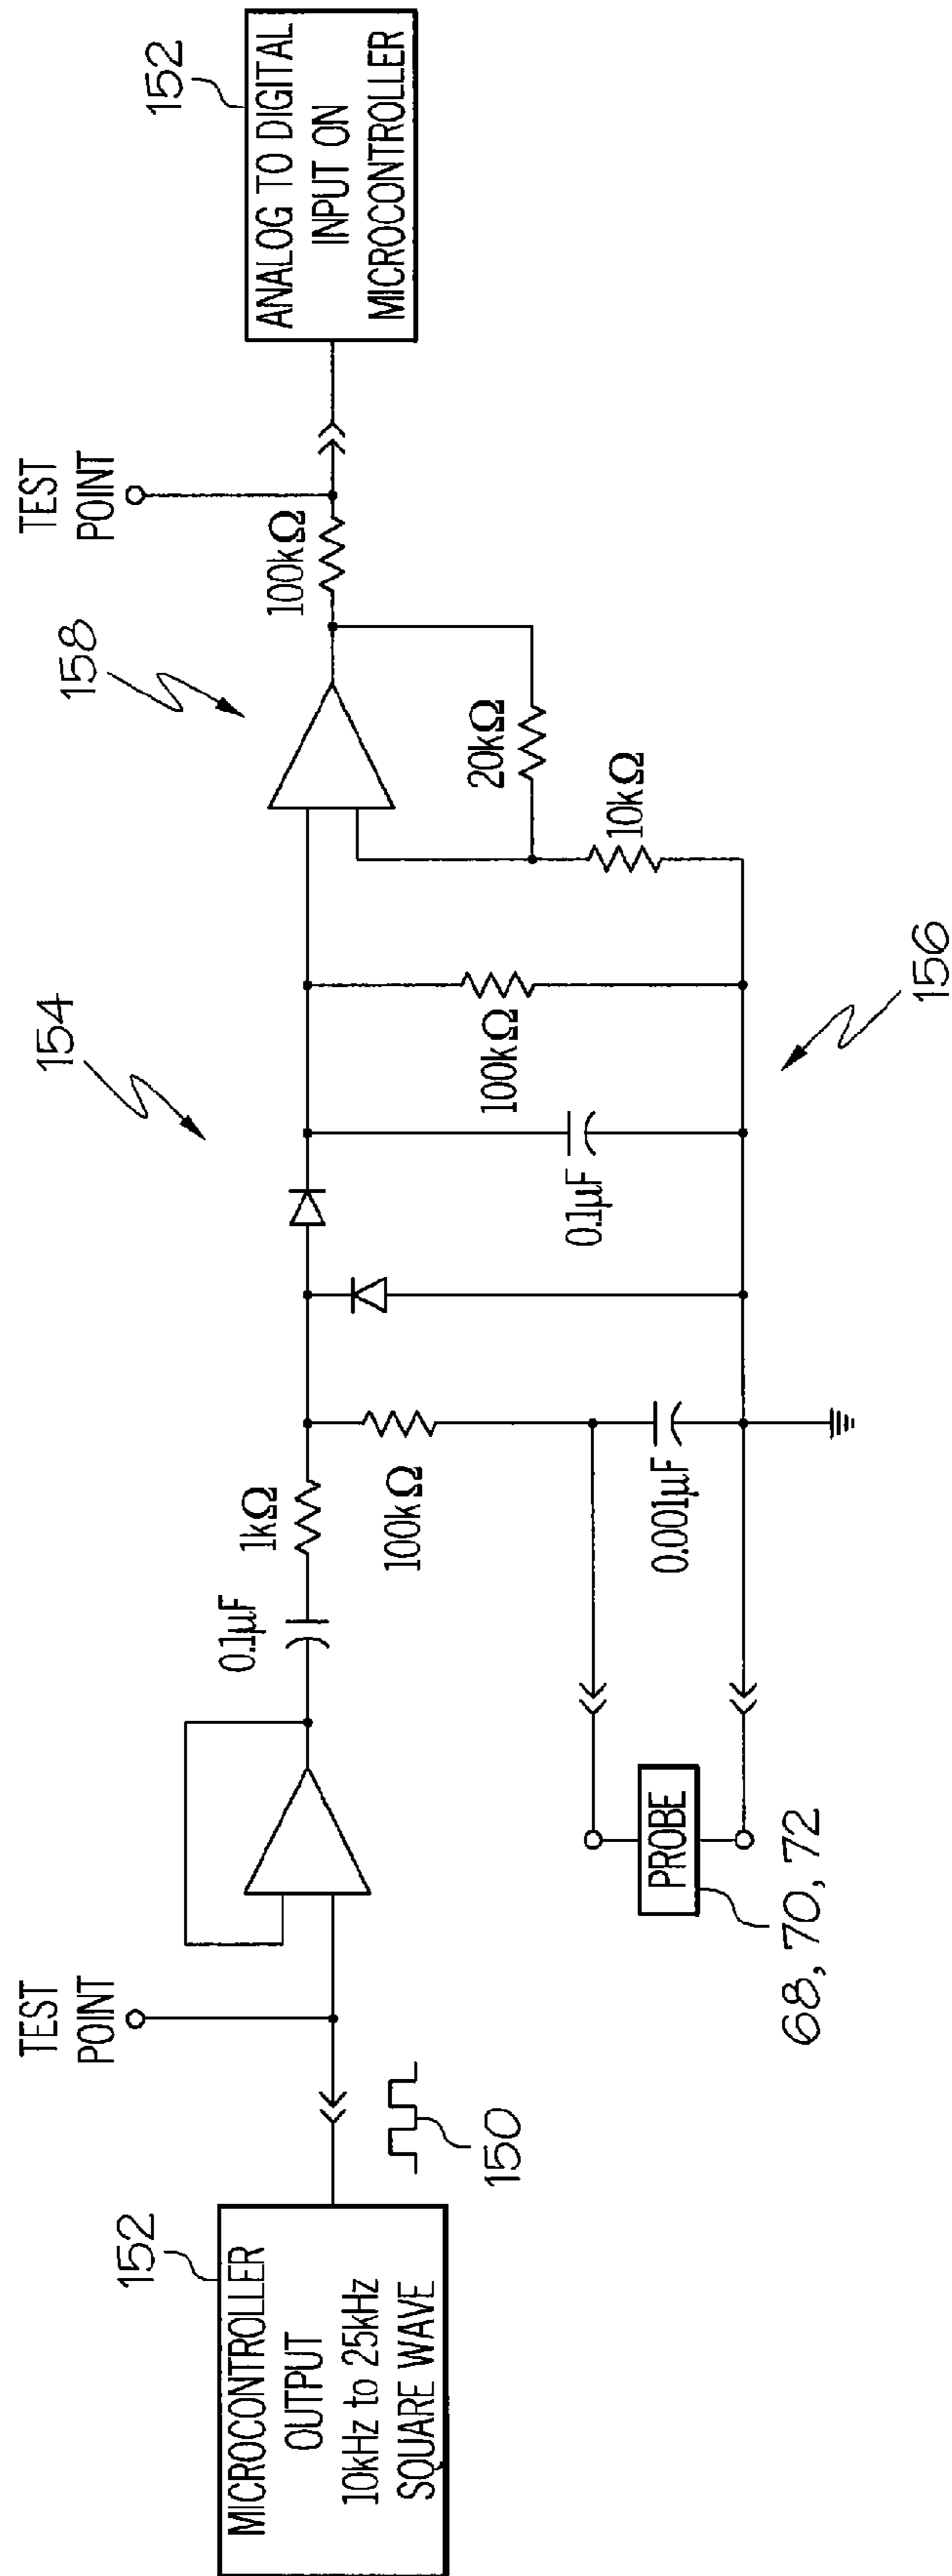 152
MICROCONTROLLER
OUTPUT
10kHz to 25kHz
SQUARE WAVE
150
TEST
POINT
0.1µF
1kΩ
100kΩ
0.001µF
PROBE
68, 70, 72
154
0.1µF
100kΩ
156
158
20kΩ
10kΩ
100kΩ
TEST
POINT
152
ANALOG TO DIGITAL
INPUT ON
MICROCONTROLLER